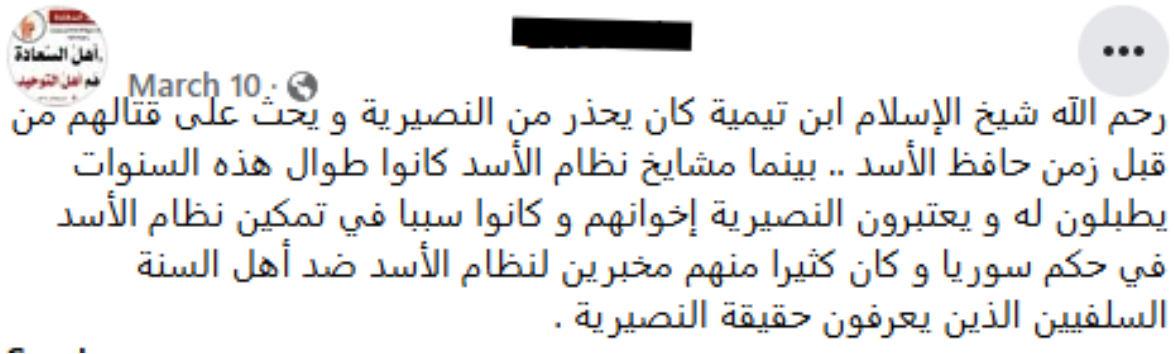 أهل السعادة
هم أهل التوحيد
March 10 ·
رحم الله شيخ الإسلام ابن تيمية كان يحذر من النصيرية و يحث على قتالهم من
قبل زمن حافظ الأسد .. بينما مشايخ نظام الأسد كانوا طوال هذه السنوات
يطبلون له و يعتبرون النصيرية إخوانهم و كانوا سببا في تمكين نظام الأسد
في حكم سوريا و كان كثيرا منهم مخبرين لنظام الأسد ضد أهل السنة
السلفيين الذين يعرفون حقيقة النصيرية .